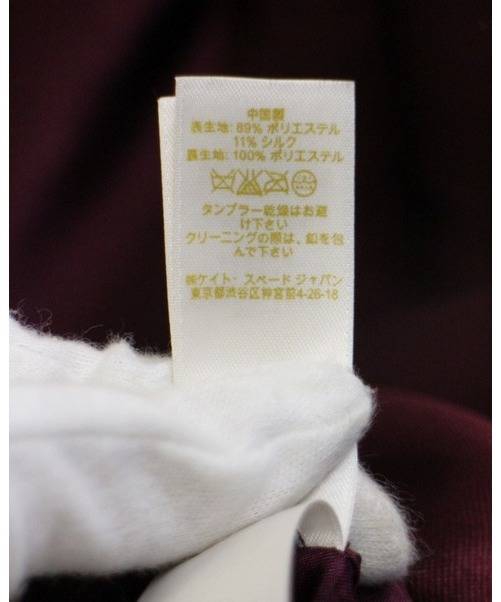 中国製
表生地: 89% ポリエステル
11% シルク
裏生地: 100% ポリエステル
タンブラー乾燥はお避
け下さい
クリーニングの際は、釦を包
んで下さい
㈱ケイト・スペード ジャパン
東京都渋谷区神宮前4-26-18